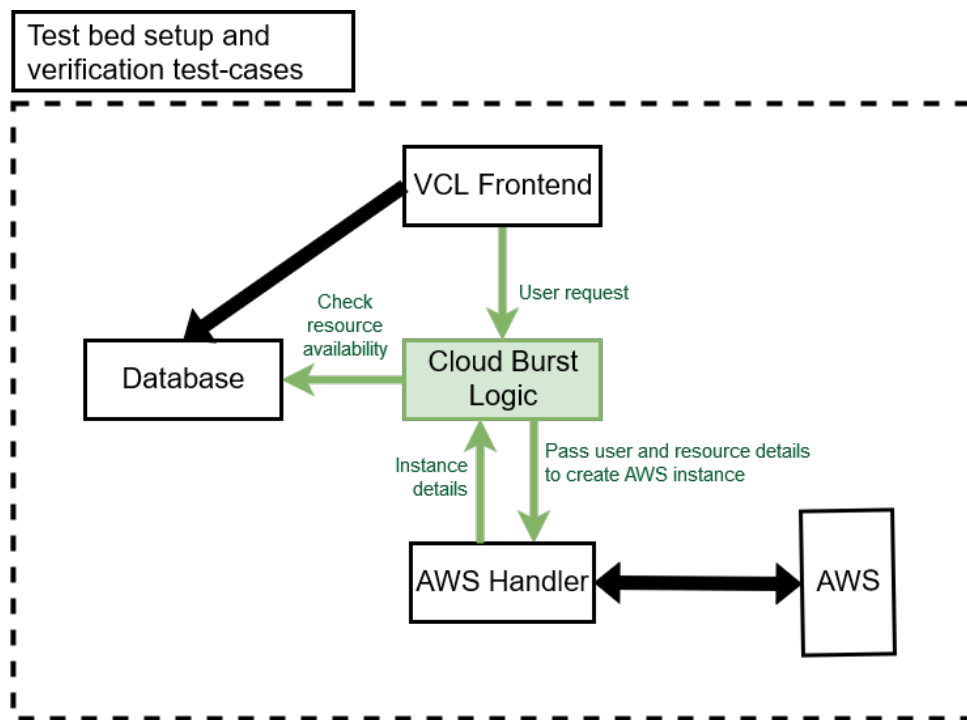 Test bed setup and
verification test-cases
VCL Frontend
User request
Check
resource
availability
Database
Cloud Burst
Logic
Instance
details
Pass user and resource details
to create AWS instance
AWS Handler
AWS